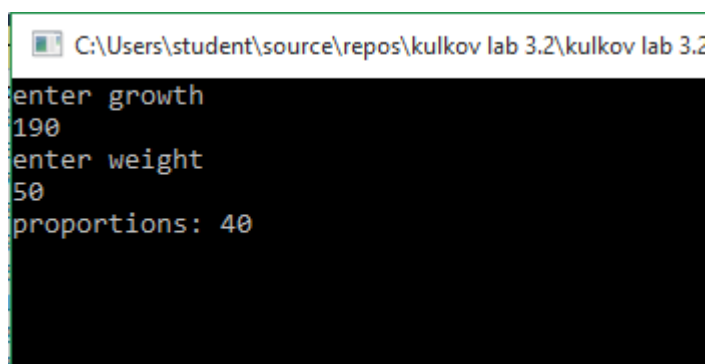 C:\Users\student\source\repos\kulkov lab 3.2\kulkov lab 3.2
enter growth
190
enter weight
50
proportions: 40